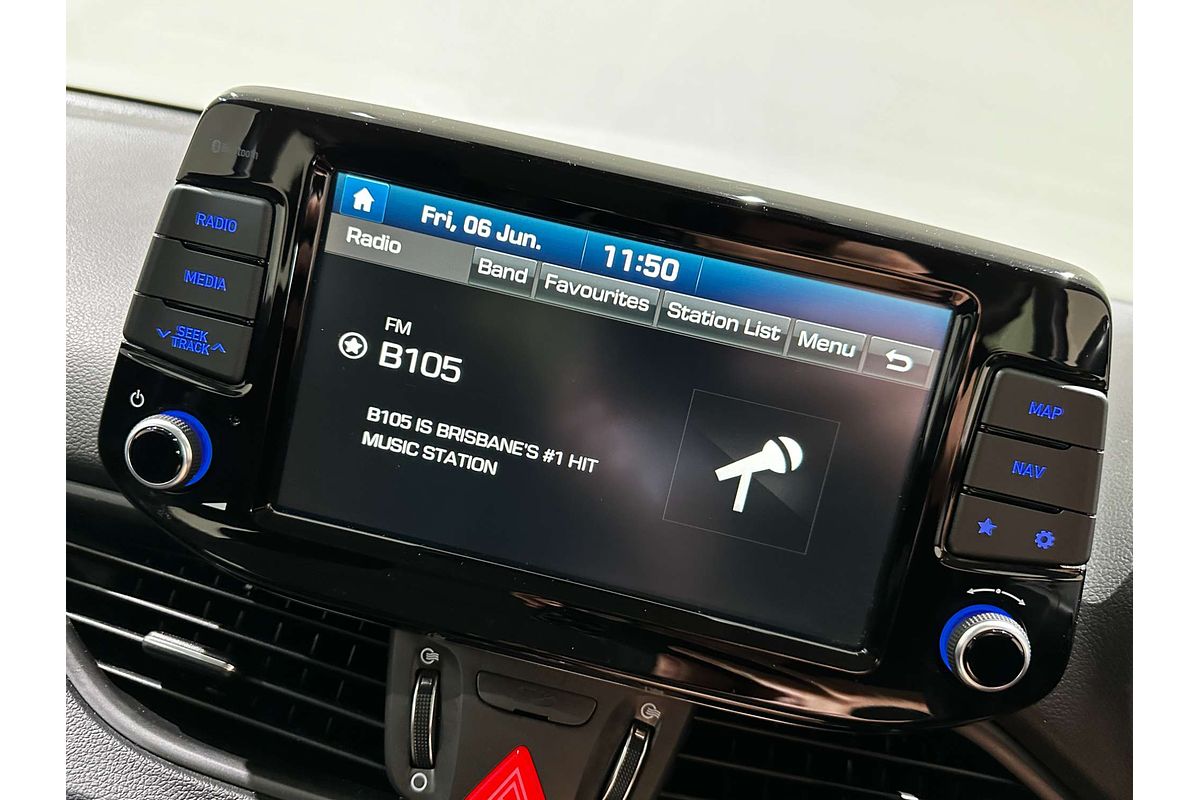 Bluetooth
RADIO
MEDIA
SEEK
TRACK
Fri, 06 Jun.
11:50
Radio
Band
Favourites
Station List
Menu
FM
B105
B105 IS BRISBANE'S #1 HIT
MUSIC STATION
MAP
NAV